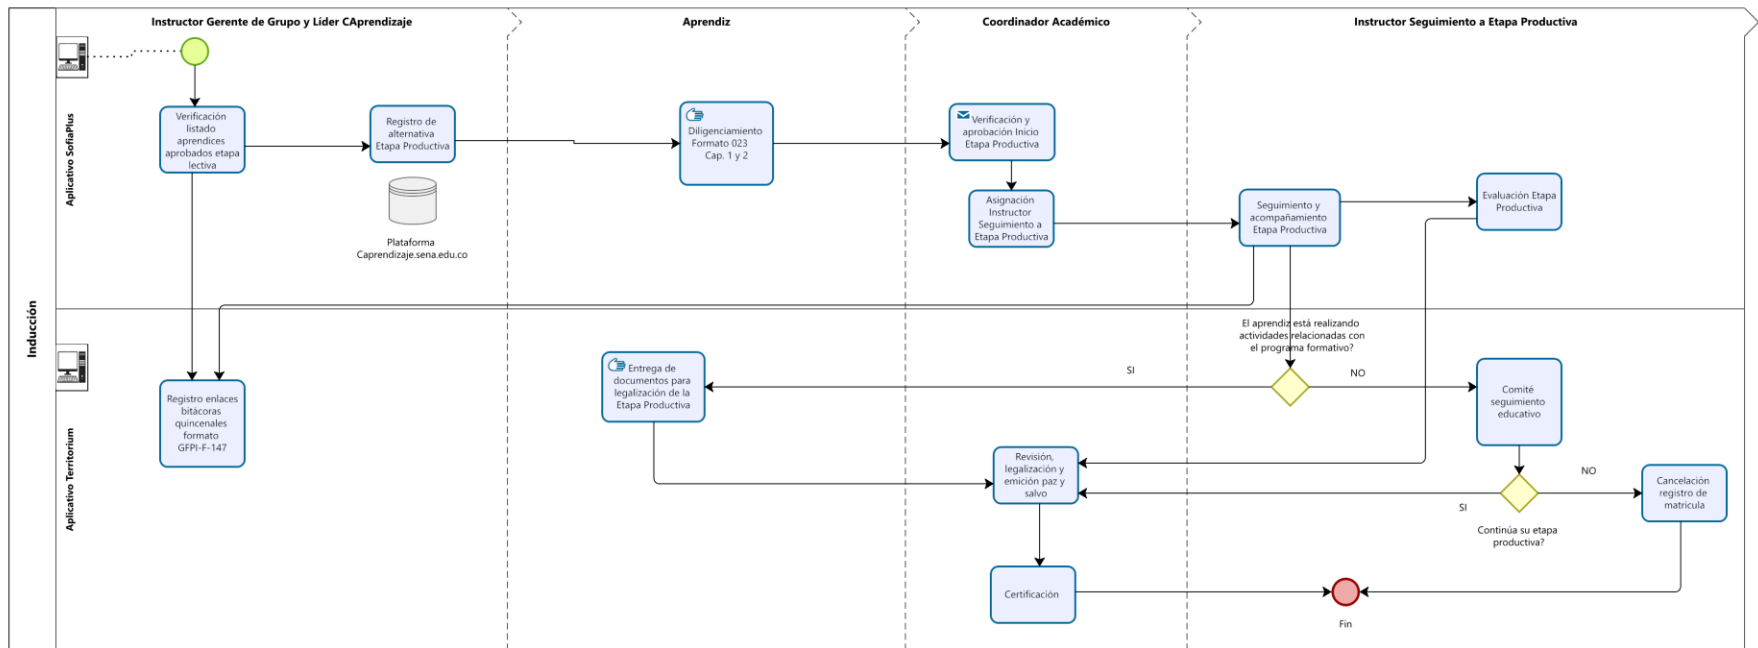 Instructor Gerente de Grupo y Líder CAprendizaje
Aprendiz
Coordinador Académico
Instructor Seguimiento a Etapa Productiva
Inducción
Aplicativo SofiaPlus
Verificación
listado
aprendices
aprobados etapa
lectiva
Registro de
alternativa
Etapa Productiva
Plataforma
Caprendizaje.sena.edu.co
Diligenciamiento
Formato 023
Cap. 1 y 2
Verificación y
aprobación Inicio
Etapa Productiva
Asignación
Instructor
Seguimiento a
Etapa Productiva
Seguimiento y
acompañamiento
Etapa Productiva
Evaluación Etapa
Productiva
Aplicativo Territorium
Registro enlaces
bitácoras
quincenales
formato
GFPI-F-147
Entrega de
documentos para
legalización de la
Etapa Productiva
El aprendiz está realizando
actividades relacionadas con
el programa formativo?
SI
NO
Comité
seguimiento
educativo
Revisión,
legalización y
emición paz y
salvo
SI
NO
Continúa su etapa
productiva?
Cancelación
registro de
matricula
Certificación
Fin